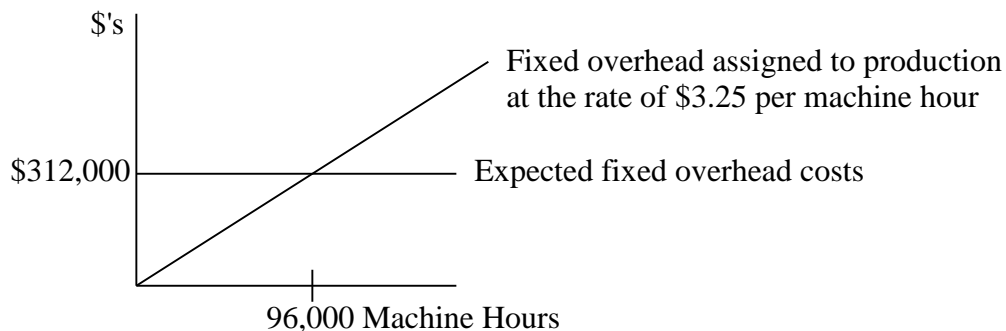 $'s
Fixed overhead assigned to production
at the rate of $3.25 per machine hour
$312,000
Expected fixed overhead costs
96,000 Machine Hours